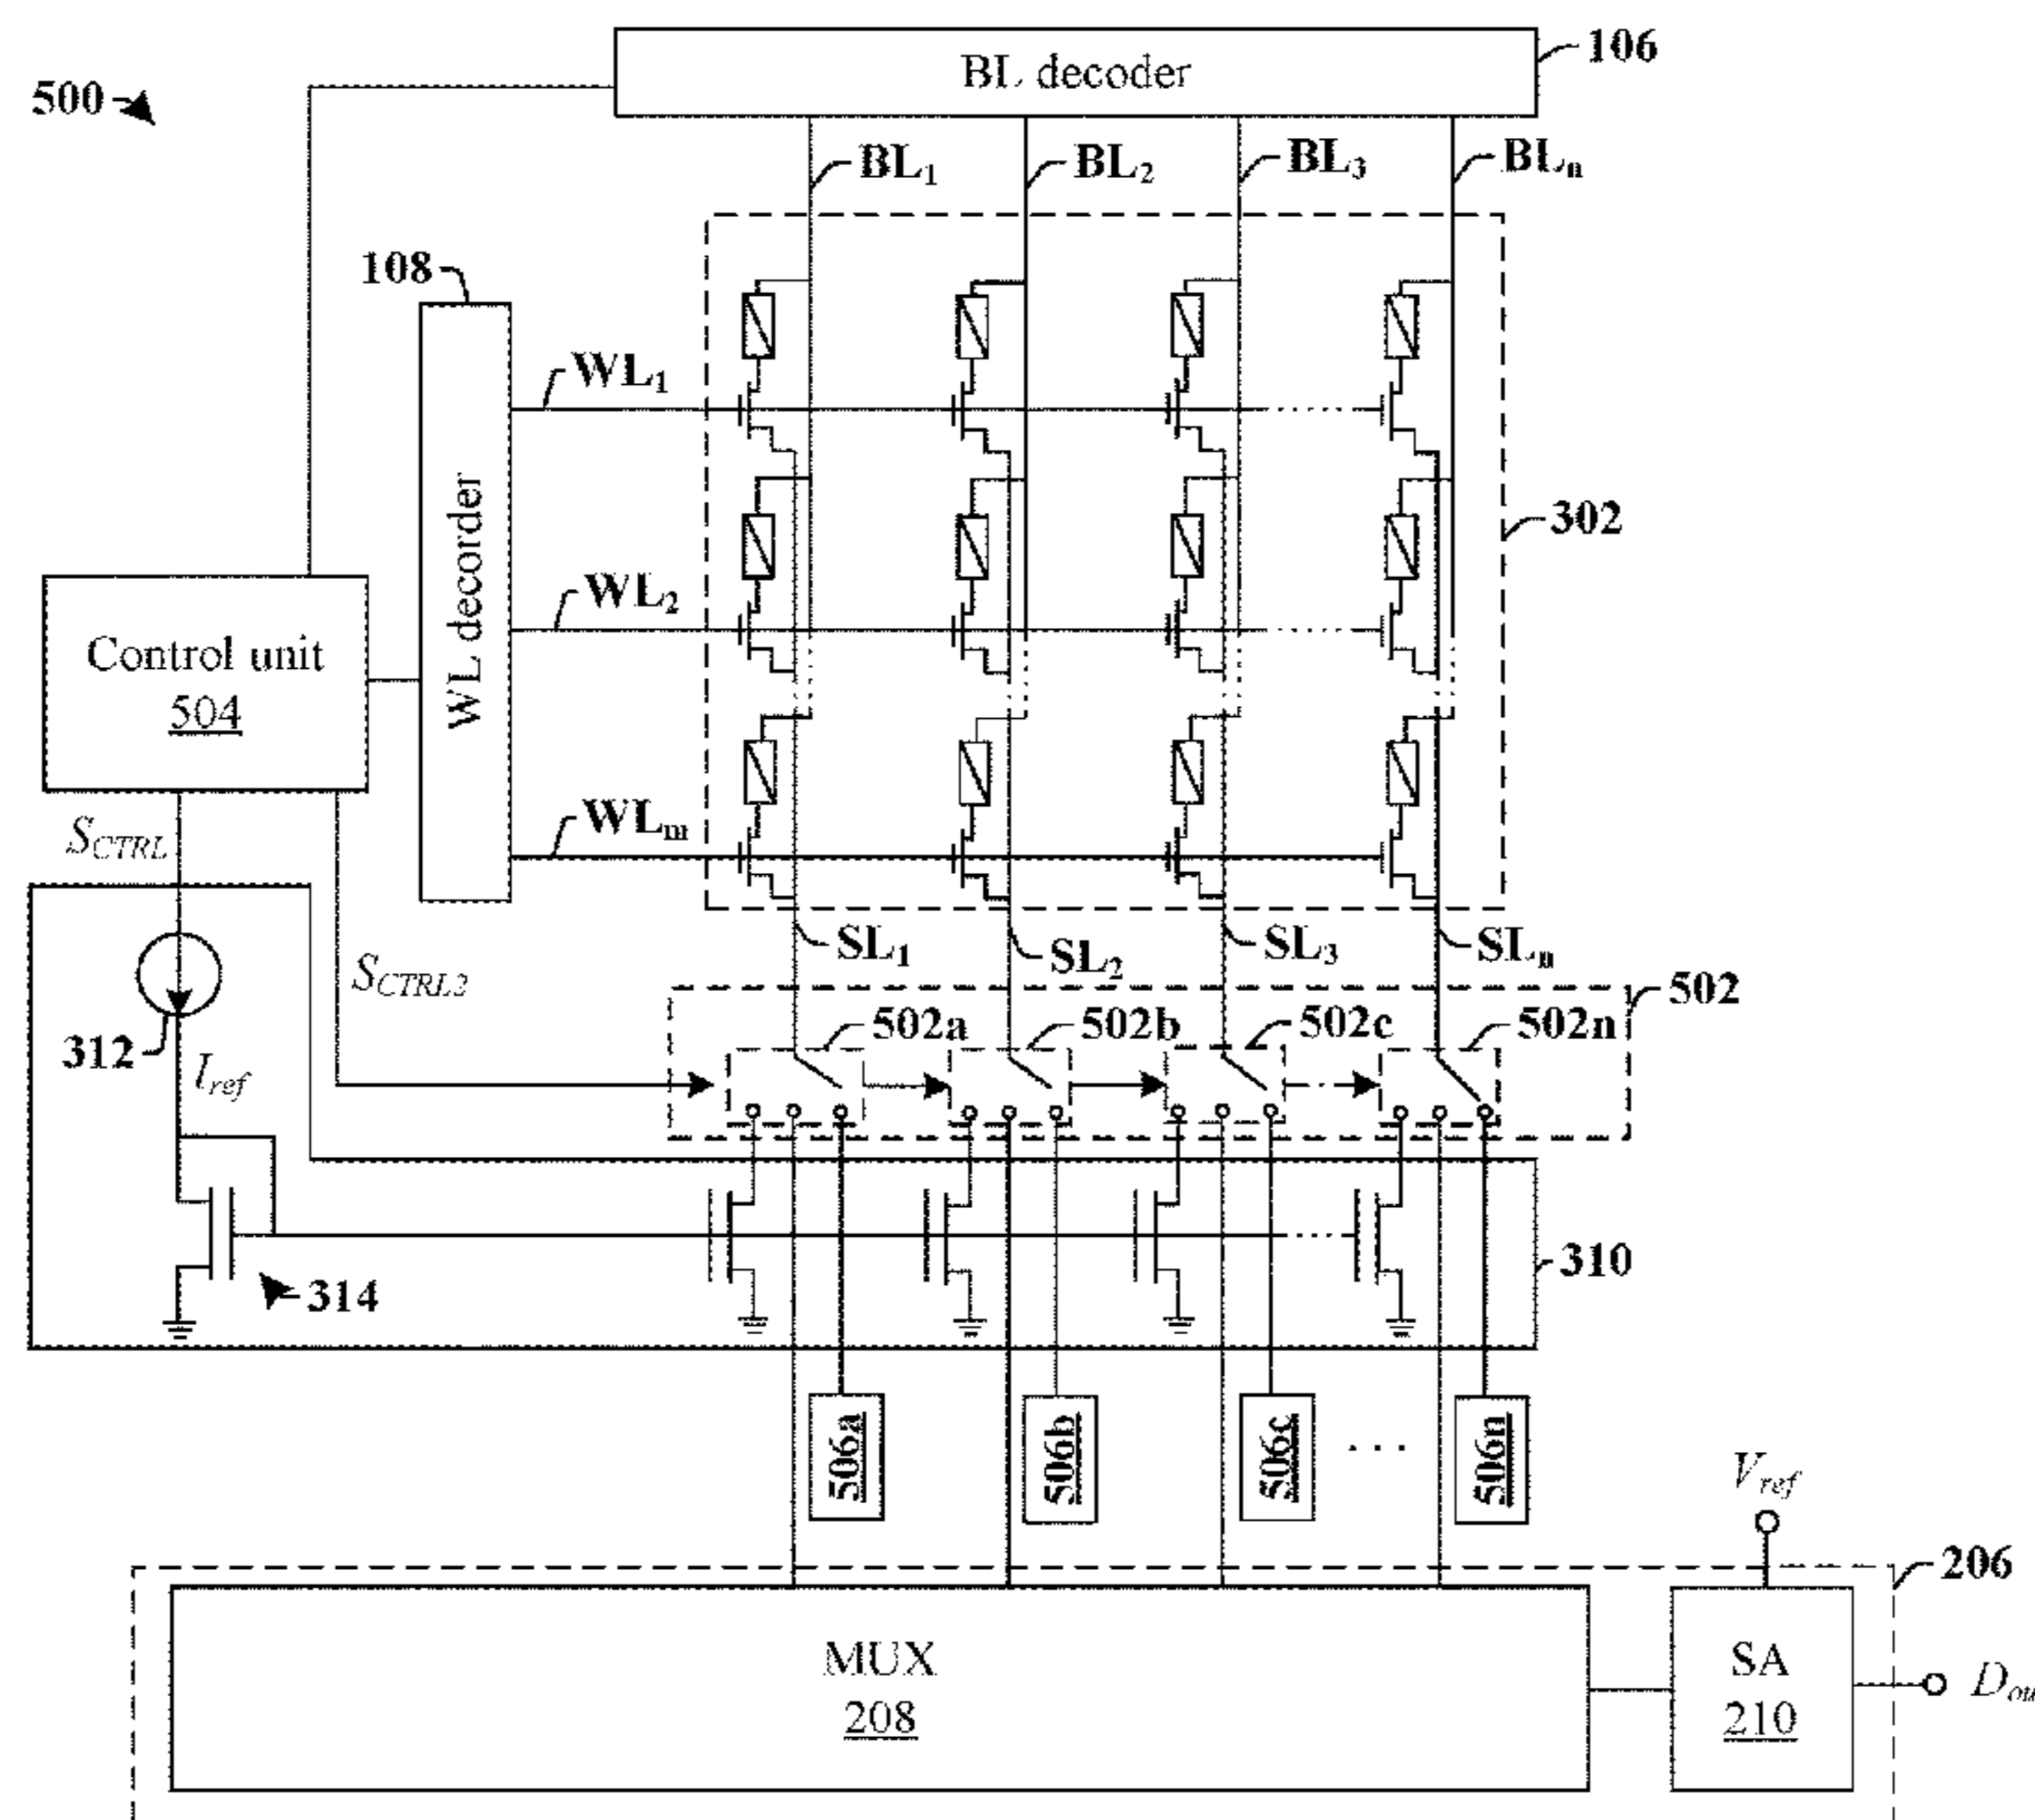 BL decoder
106
500
BL1
BL2
BL3
BLn
108
WL1
302
WL decorder
WL2
Control unit
504
WLm
SCTRL
SL1
SL2
SL3
SLn
SCTRL2
502
502a
502b
502c
502n
312
Iref
310
314
506a
506b
506c
...
506n
Vref
206
MUX
208
SA
210
Dou